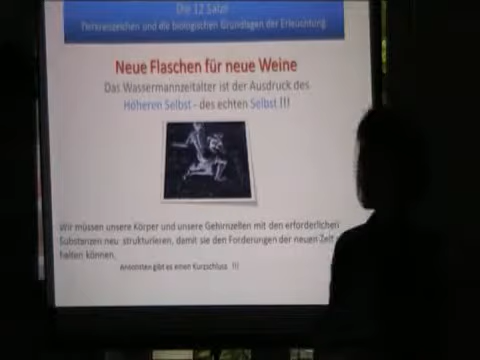 Die 12 Salze
Tierkreiszeichen und die biologischen Grundlagen der Erleuchtung
Neue Flaschen für neue Weine
Das Wassermannzeitalter ist der Ausdruck des
Höheren Selbst - des echten Selbst !!!
Wir müssen unsere Körper und unsere Gehirnzellen mit den erforderlichen
Substanzen neu strukturieren, damit sie den Forderungen der neuen Zeit
halten können.
Ansonsten gibt es einen Kurzschluss !!!